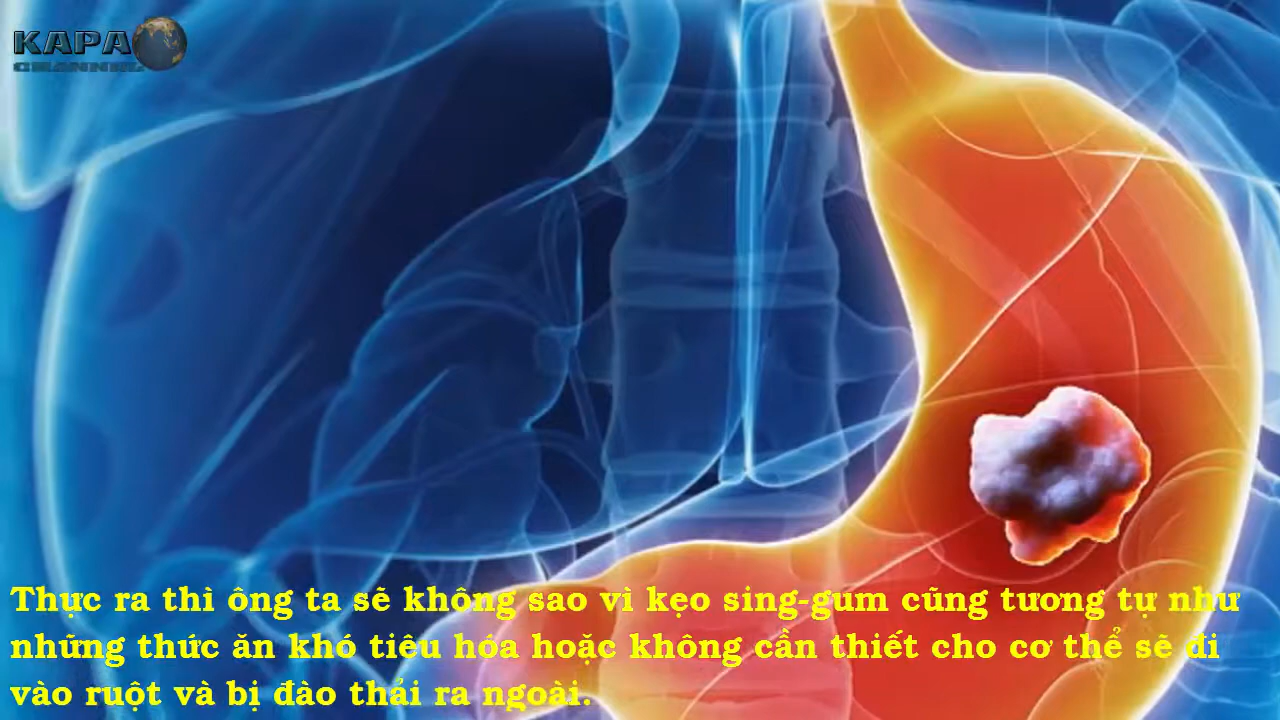 KAPA
CHANNEL
Thực ra thì ông ta sẽ không sao vì kẹo sing-gum cũng tương tự như
những thức ăn khó tiêu hóa hoặc không cần thiết cho cơ thể sẽ đi
vào ruột và bị đào thải ra ngoài.